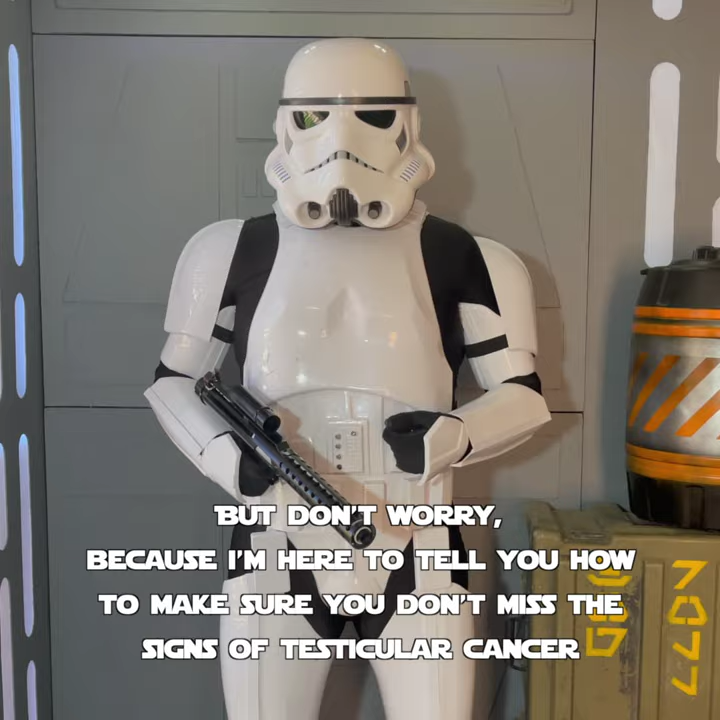 BUT DON'T WORRY,
BECAUSE I'M HERE TO TELL YOU HOW
TO MAKE SURE YOU DON'T MISS THE
SIGNS OF TESTICULAR CANCER